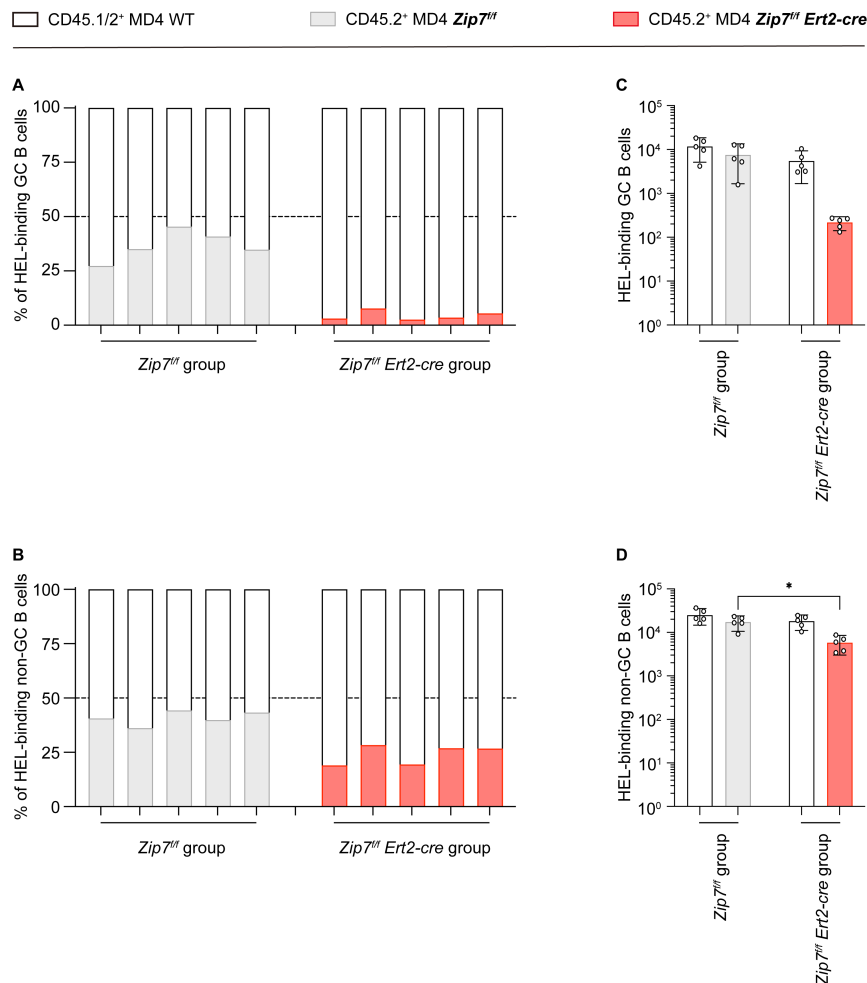 CD45.1/2⁺ MD4 WT
CD45.2⁺ MD4 Zip7ᶠ/ᶠ
CD45.2⁺ MD4 Zip7ᶠ/ᶠ Ert2-cre
A
% of HEL-binding GC B cells
100
75
50
25
0
Zip7ᶠ/ᶠ group
Zip7ᶠ/ᶠ Ert2-cre group
C
HEL-binding GC B cells
10⁵
10⁴
10³
10²
10¹
10⁰
Zip7ᶠ/ᶠ group
Zip7ᶠ/ᶠ Ert2-cre group
B
% of HEL-binding non-GC B cells
100
75
50
25
0
Zip7ᶠ/ᶠ group
Zip7ᶠ/ᶠ Ert2-cre group
D
HEL-binding non-GC B cells
10⁵
10⁴
10³
10²
10¹
10⁰
*
Zip7ᶠ/ᶠ group
Zip7ᶠ/ᶠ Ert2-cre group